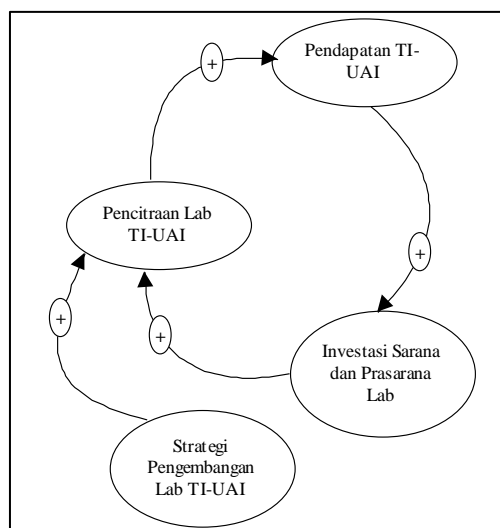 +
Pendapatan TI-
UAI
Pencitraan Lab
TI-UAI
+
+
+
Investasi Sarana
dan Prasarana
Lab
Strategi
Pengembangan
Lab TI-UAI